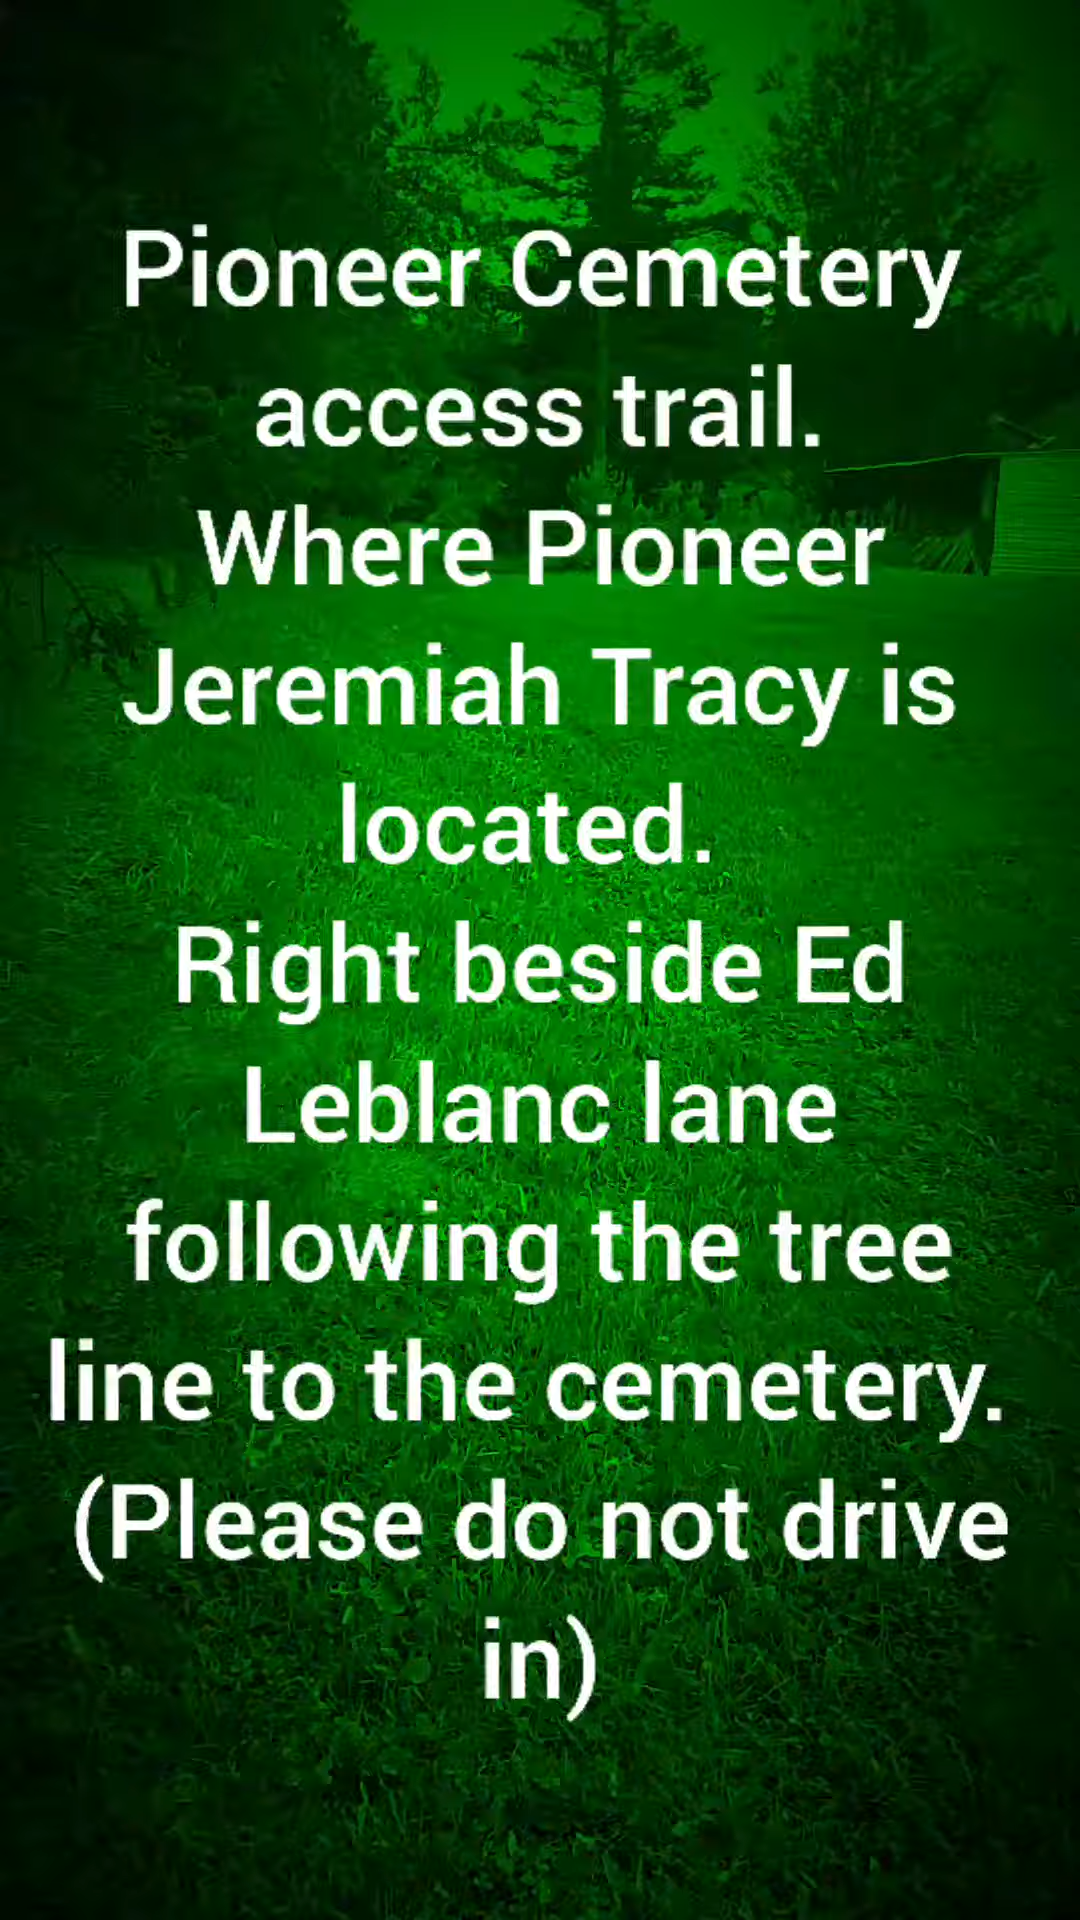 Pioneer Cemetery
access trail.
Where Pioneer
Jeremiah Tracy is
located.
Right beside Ed
Leblanc lane
following the tree
line to the cemetery.
(Please do not drive
in)